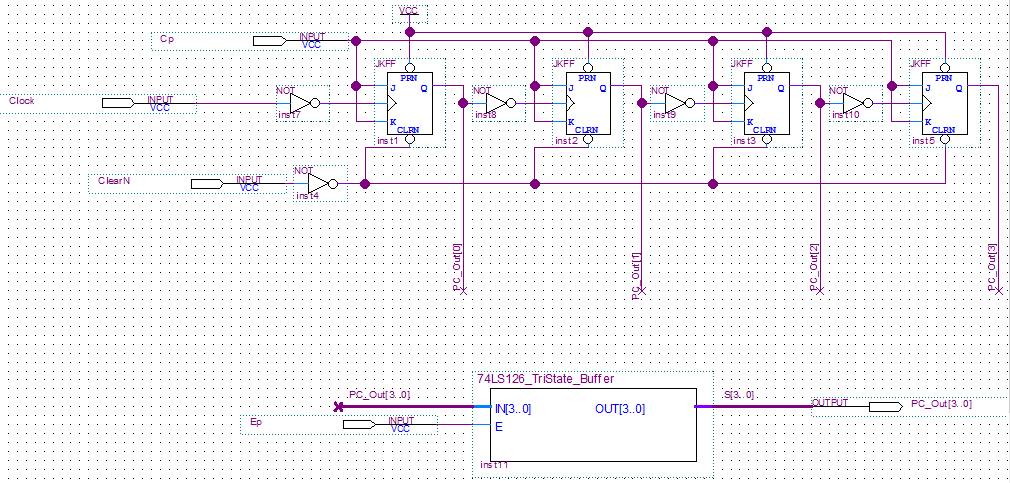 VCC
Cp INPUT VCC
JKFF JKFF JKFF JKFF
PRN PRN PRN PRN
J Q J Q J Q J Q
Clock INPUT VCC
NOT NOT NOT NOT
inst7 inst8 inst9 inst10
K K K K
CLRN CLRN CLRN CLRN
inst1 inst2 inst3 inst5
ClearN INPUT VCC
NOT
inst4
PC_Out[0] PC_Out[1] PC_Out[2] PC_Out[3]
74LS126_TriState_Buffer
PC_Out[3..0] IN[3..0] OUT[3..0] S[3..0] OUTPUT PC_Out[3..0]
Ep INPUT VCC E
inst11